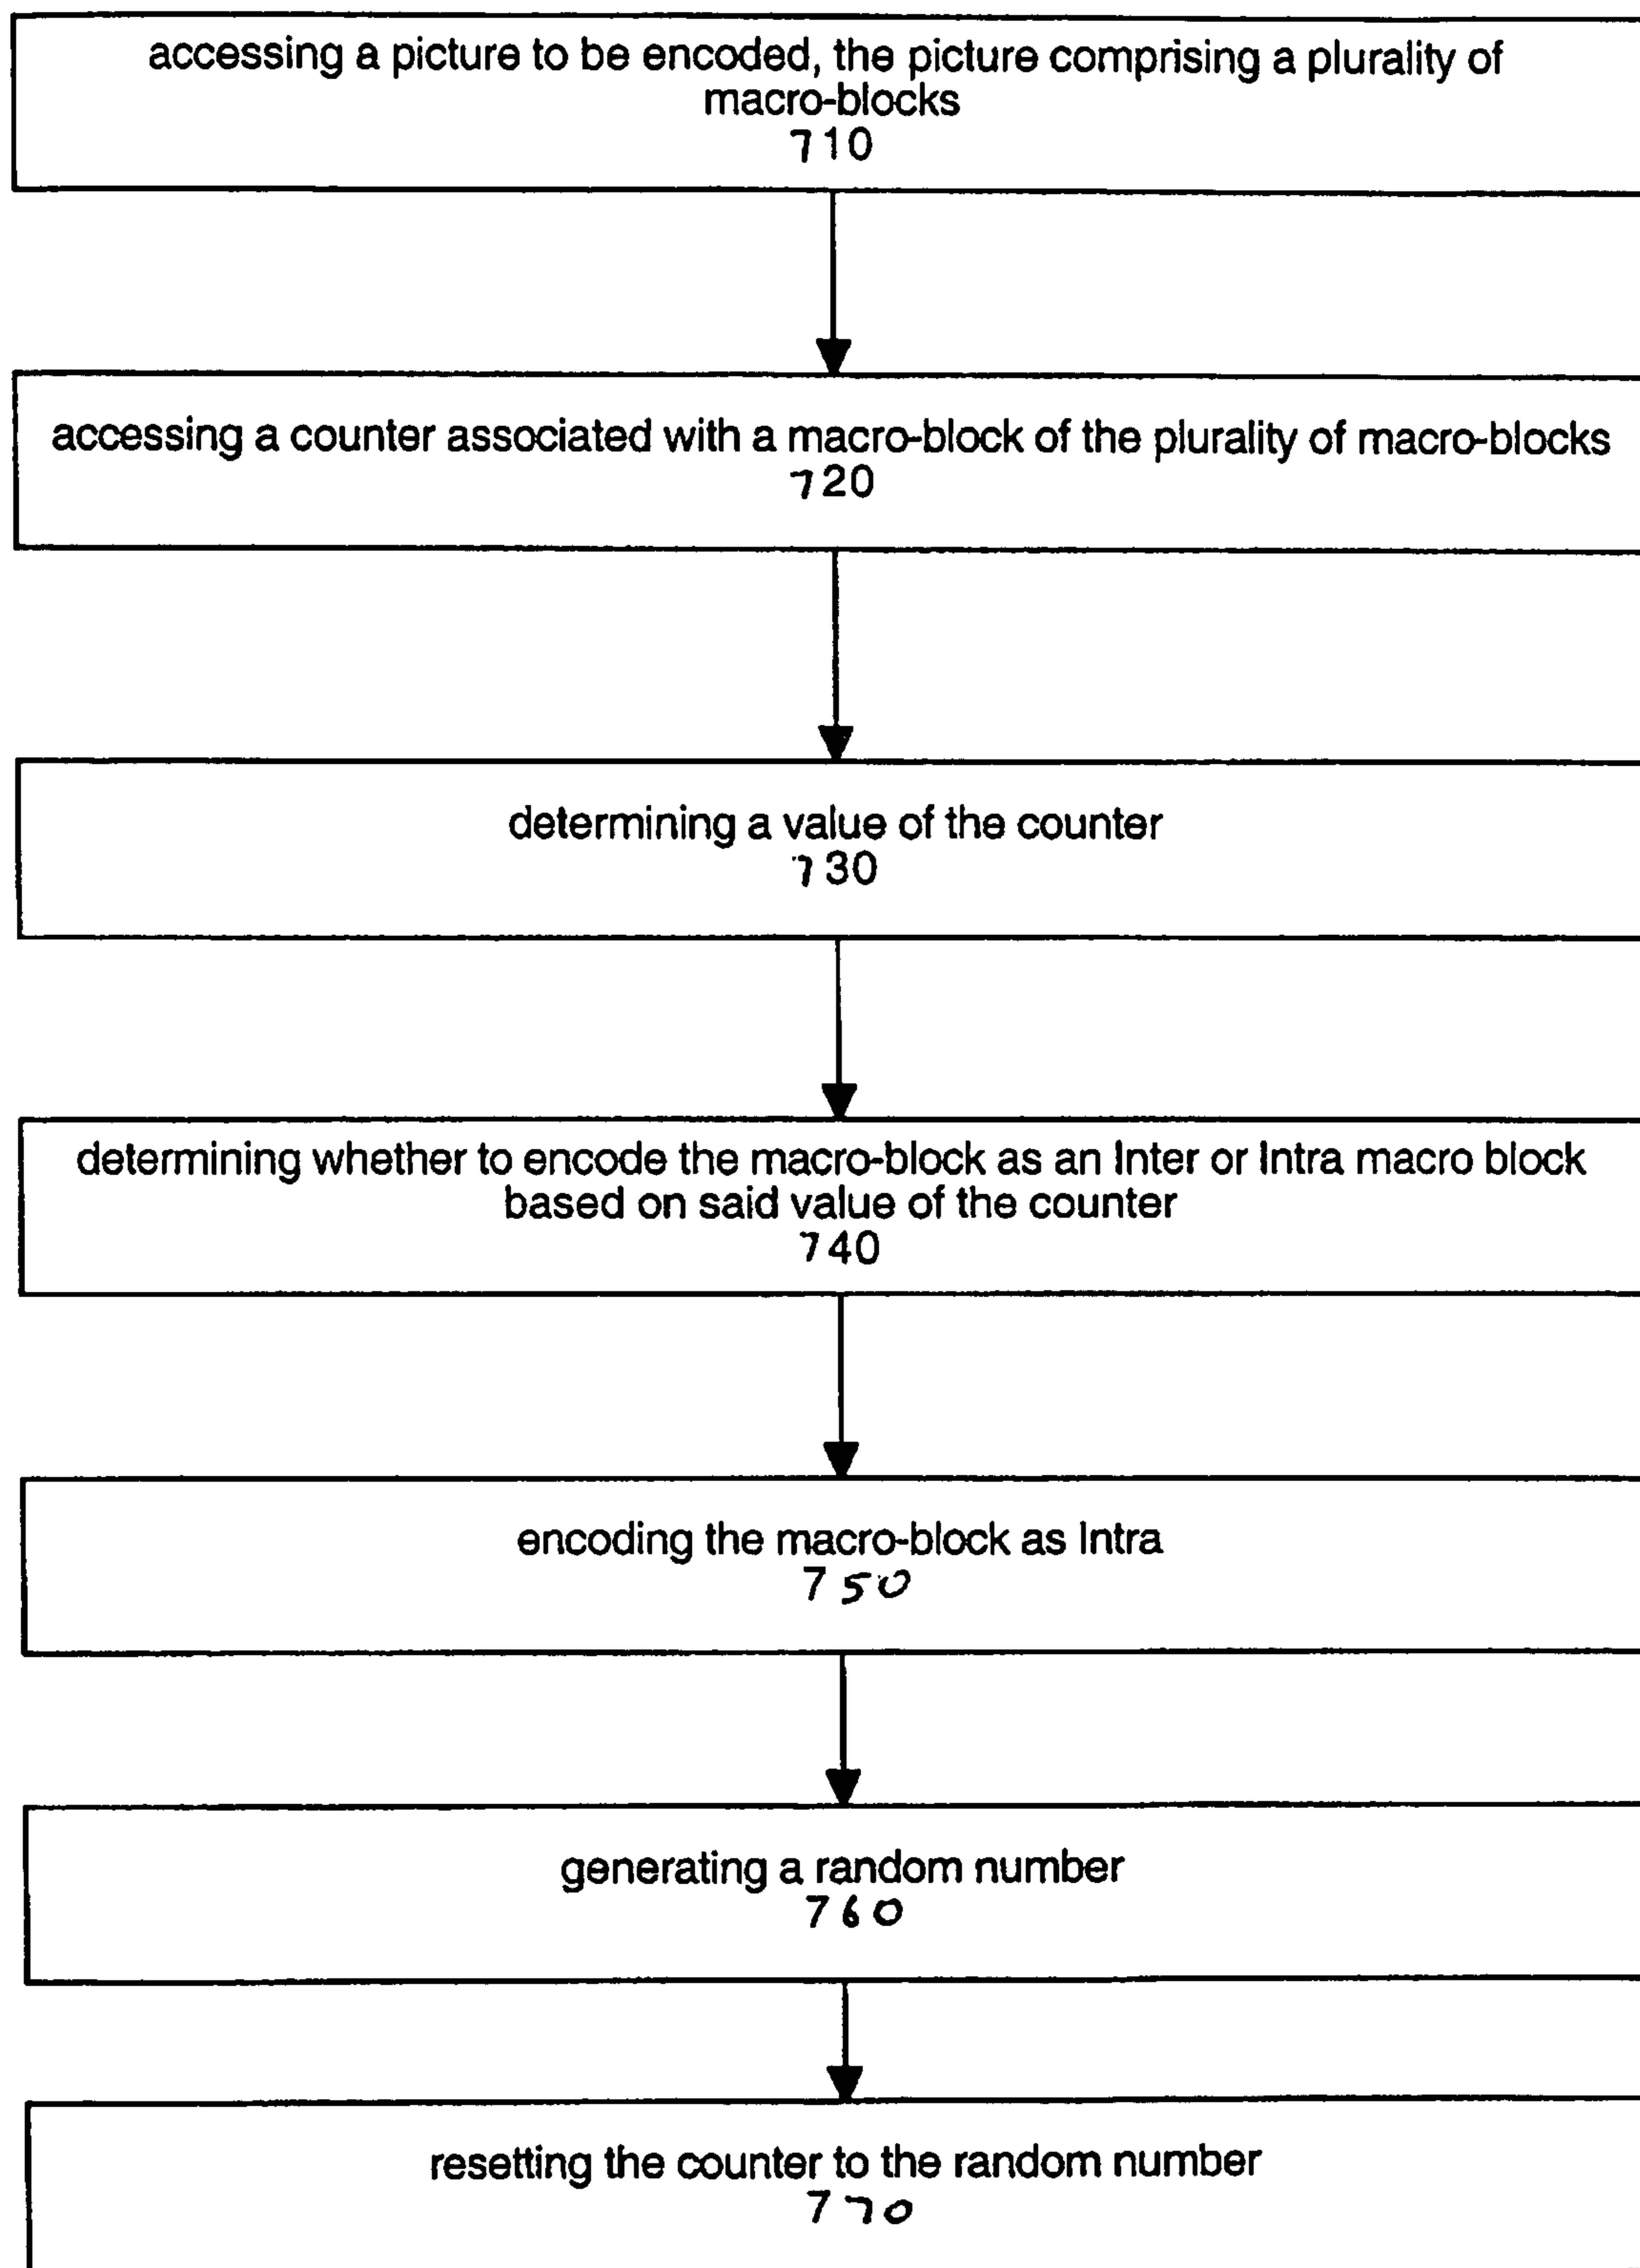 accessing a picture to be encoded, the picture comprising a plurality of
macro-blocks
710
accessing a counter associated with a macro-block of the plurality of macro-blocks
720
determining a value of the counter
730
determining whether to encode the macro-block as an Inter or Intra macro block
based on said value of the counter
740
encoding the macro-block as Intra
750
generating a random number
760
resetting the counter to the random number
770